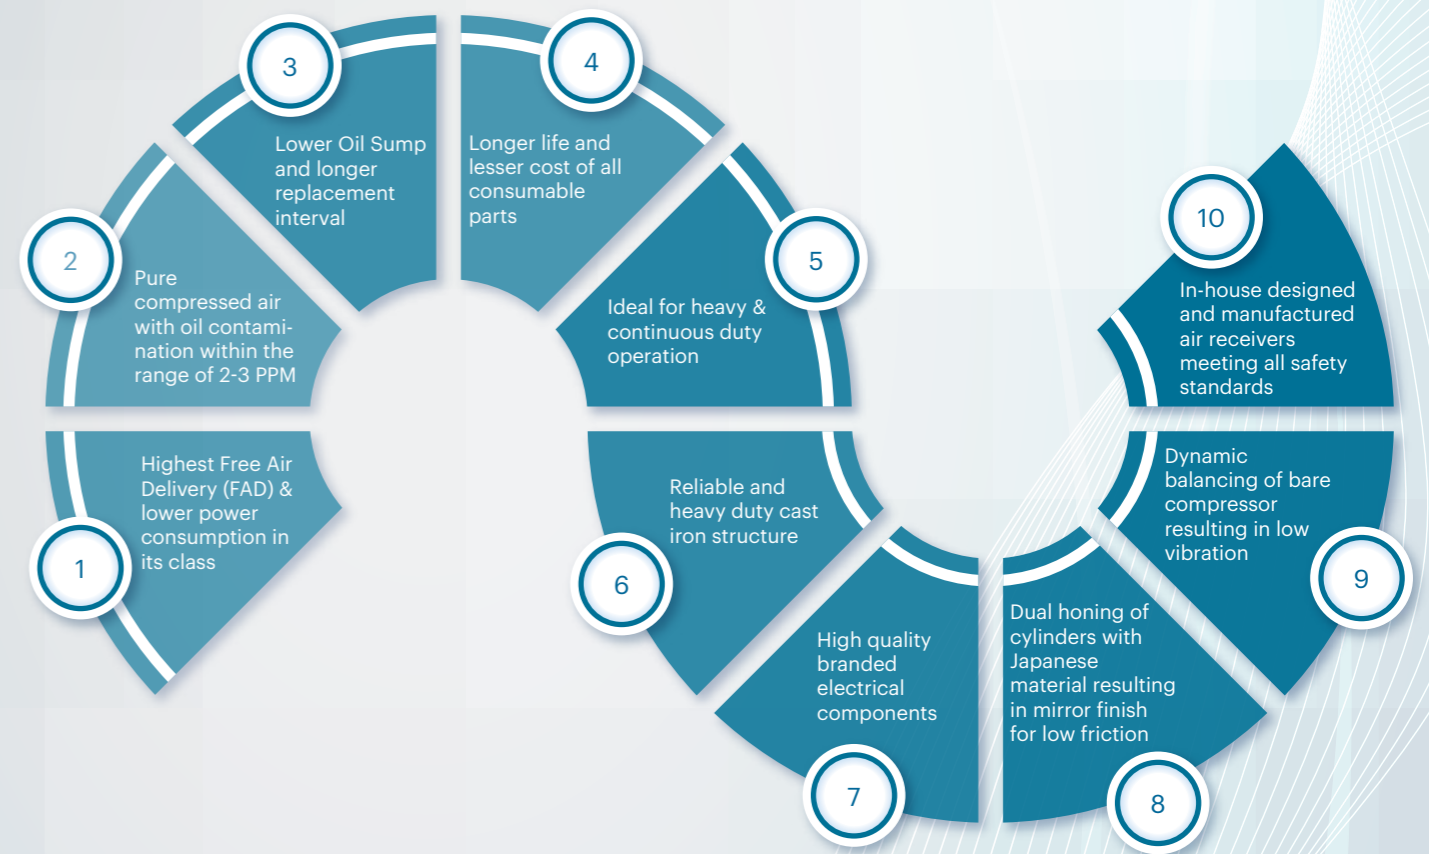 1
Highest Free Air
Delivery (FAD) &
lower power
consumption in
its class
2
Pure
compressed air
with oil contami-
nation within the
range of 2-3 PPM
3
Lower Oil Sump
and longer
replacement
interval
4
Longer life and
lesser cost of all
consumable
parts
5
Ideal for heavy &
continuous duty
operation
6
Reliable and
heavy duty cast
iron structure
7
High quality
branded
electrical
components
8
Dual honing of
cylinders with
Japanese
material resulting
in mirror finish
for low friction
9
Dynamic
balancing of bare
compressor
resulting in low
vibration
10
In-house designed
and manufactured
air receivers
meeting all safety
standards